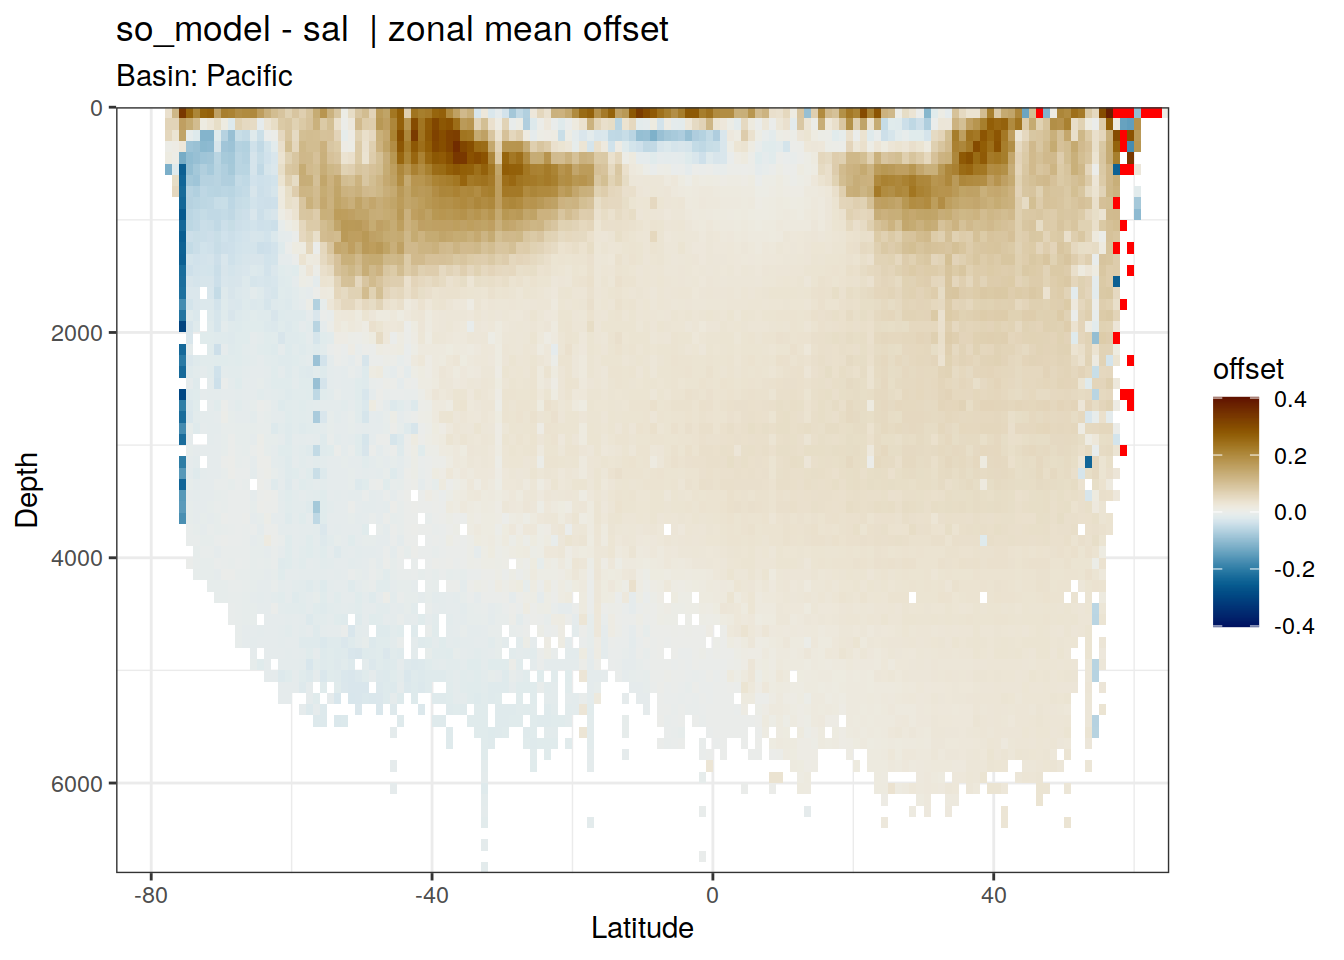 so_model - sal  | zonal mean offset
Basin: Pacific
0
2000
4000
6000
Depth
-80
-40
0
40
Latitude
offset
0.4
0.2
0.0
-0.2
-0.4